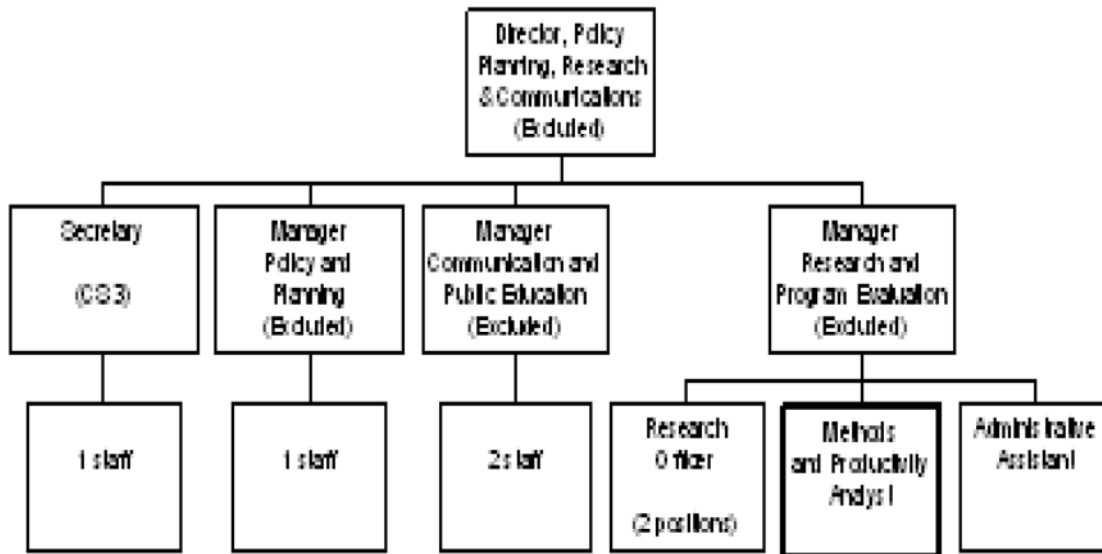 Director, Policy
Planning, Research
& Communications
(Excluded)
Secretary
(CS3)
Manager
Policy and
Planning
(Excluded)
Manager
Communication and
Public Education
(Excluded)
Manager
Research and
Program Evaluation
(Excluded)
1 staff
1 staff
2 staff
Research
Officer
(2 positions)
Methods
and Productivity
Analyst
Administrative
Assistant